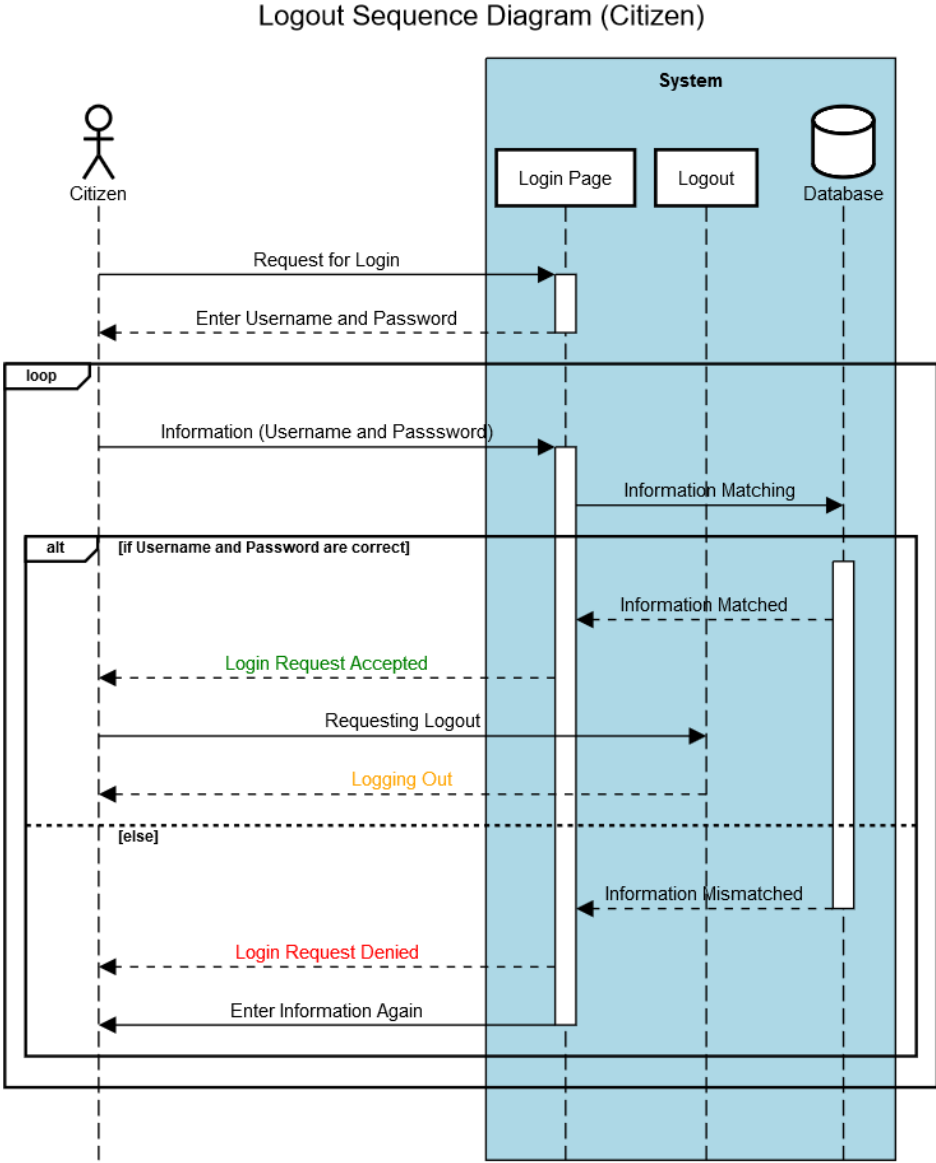 Logout Sequence Diagram (Citizen)
System
Citizen
Login Page
Logout
Database
Request for Login
Enter Username and Password
loop
Information (Username and Passsword)
Information Matching
alt
[if Username and Password are correct]
Information Matched
Login Request Accepted
Requesting Logout
Logging Out
[else]
Information Mismatched
Login Request Denied
Enter Information Again